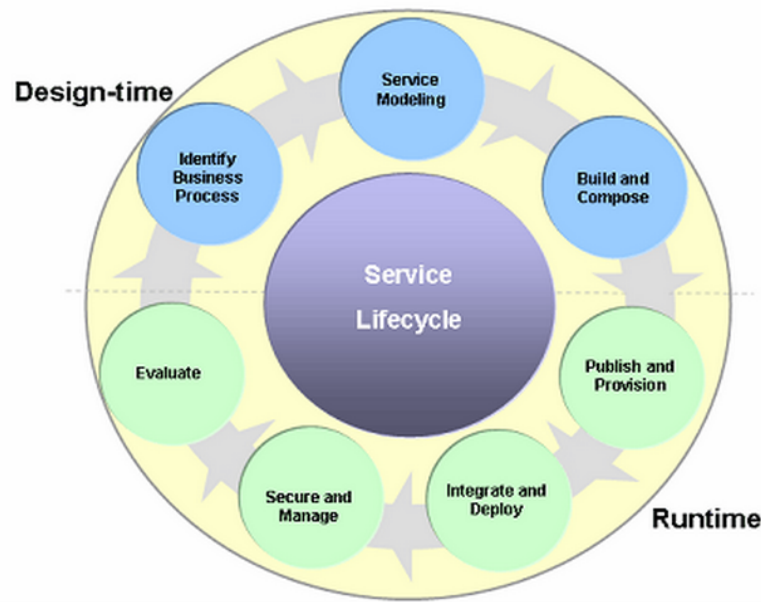 Design-time
Service
Modeling
Identify
Business
Process
Build and
Compose
Service
Lifecycle
Evaluate
Publish and
Provision
Secure and
Manage
Integrate and
Deploy
Runtime